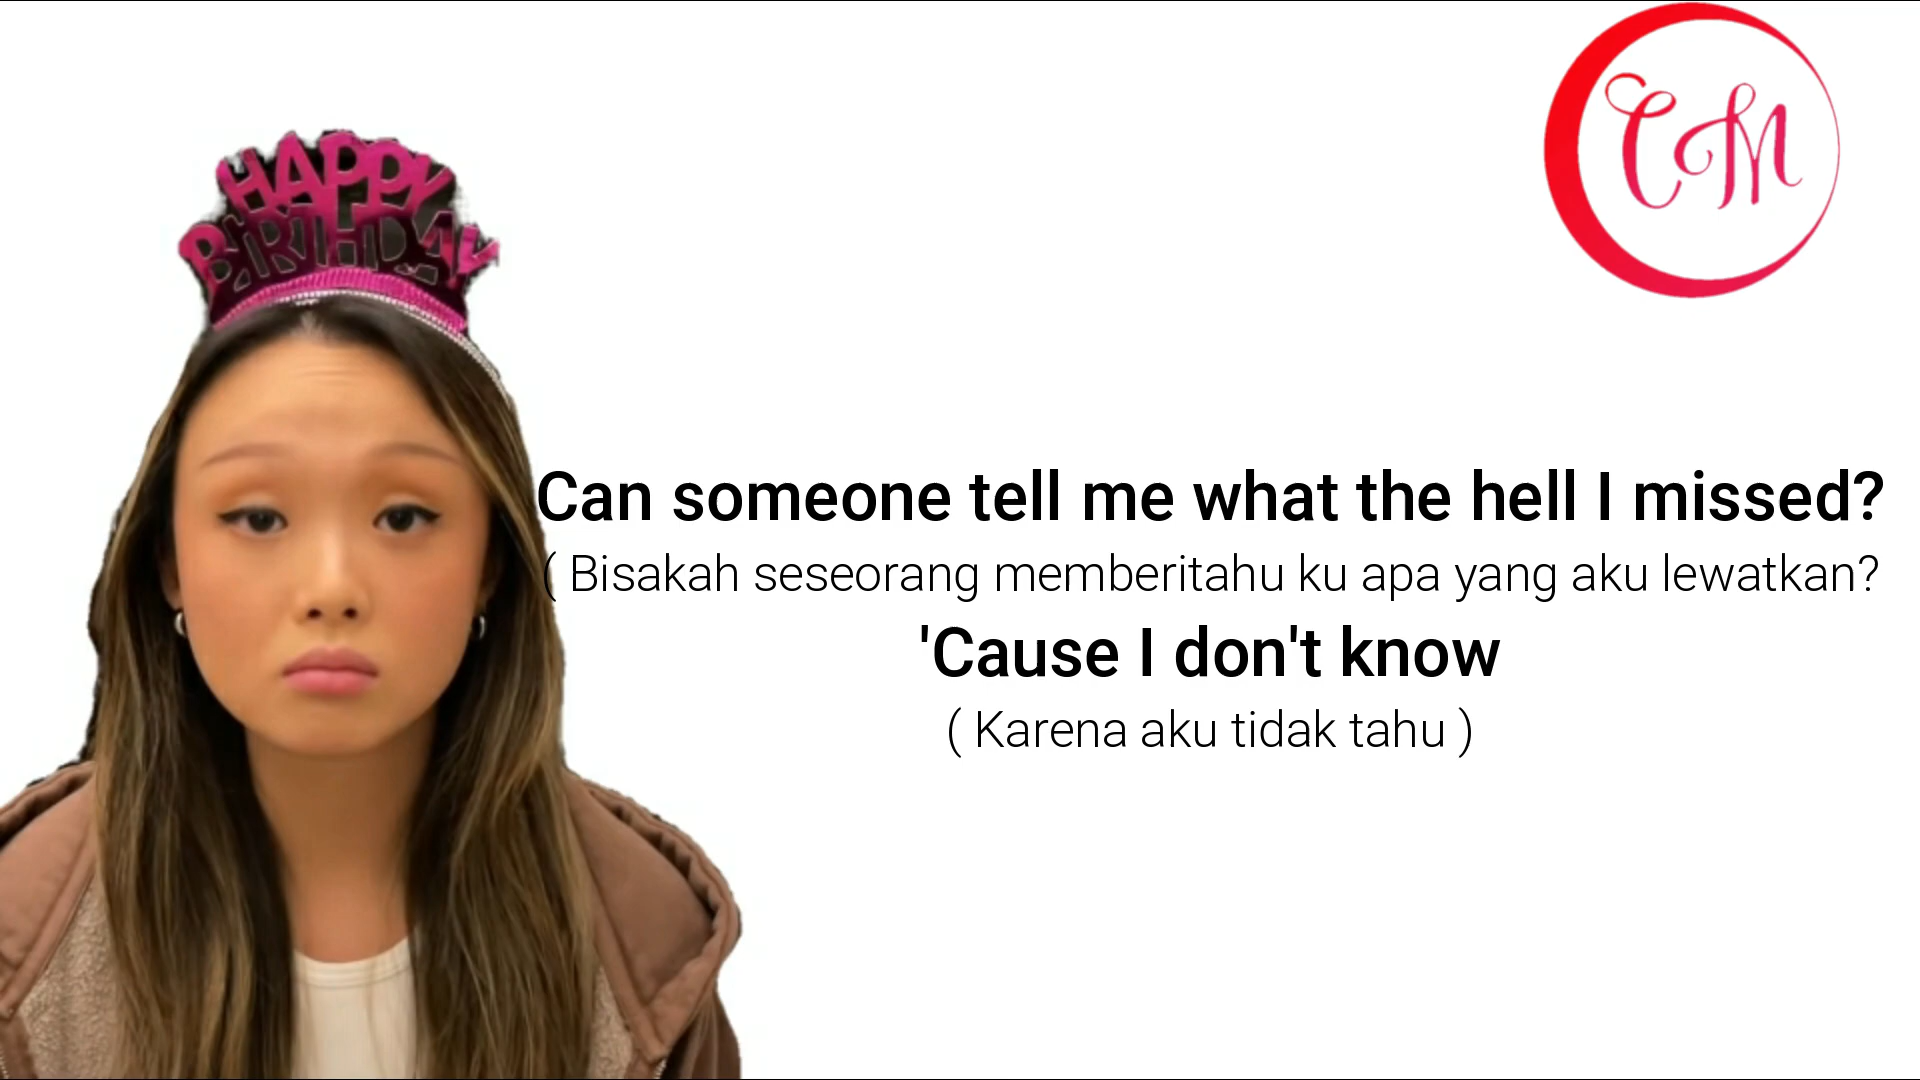 HAPPY
BIRTHDAY
CM
Can someone tell me what the hell I missed?
( Bisakah seseorang memberitahu ku apa yang aku lewatkan?
'Cause I don't know
( Karena aku tidak tahu )